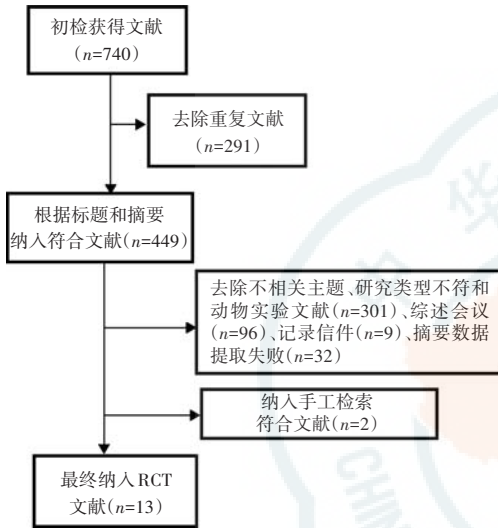 初检获得文献
(n=740)
去除重复文献
(n=291)
根据标题和摘要
纳入符合文献(n=449)
去除不相关主题、研究类型不符和
动物实验文献(n=301)、综述会议
(n=96)、记录信件(n=9)、摘要数据
提取失败(n=32)
纳入手工检索
符合文献(n=2)
最终纳入RCT
文献(n=13)
中 华
CHIN